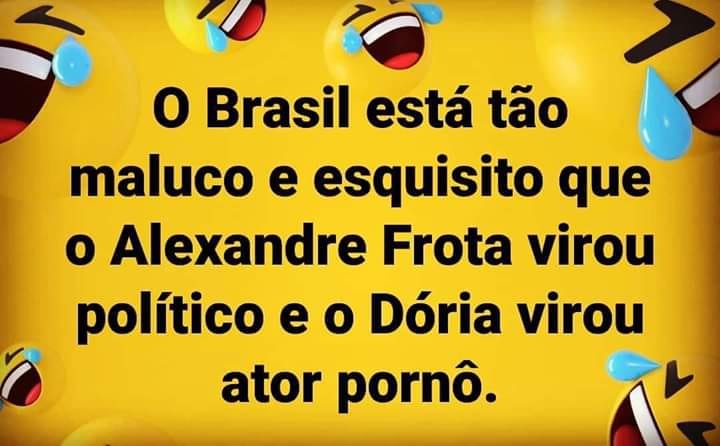 O Brasil está tão
maluco e esquisito que
o Alexandre Frota virou
político e o Dória virou
ator pornô.